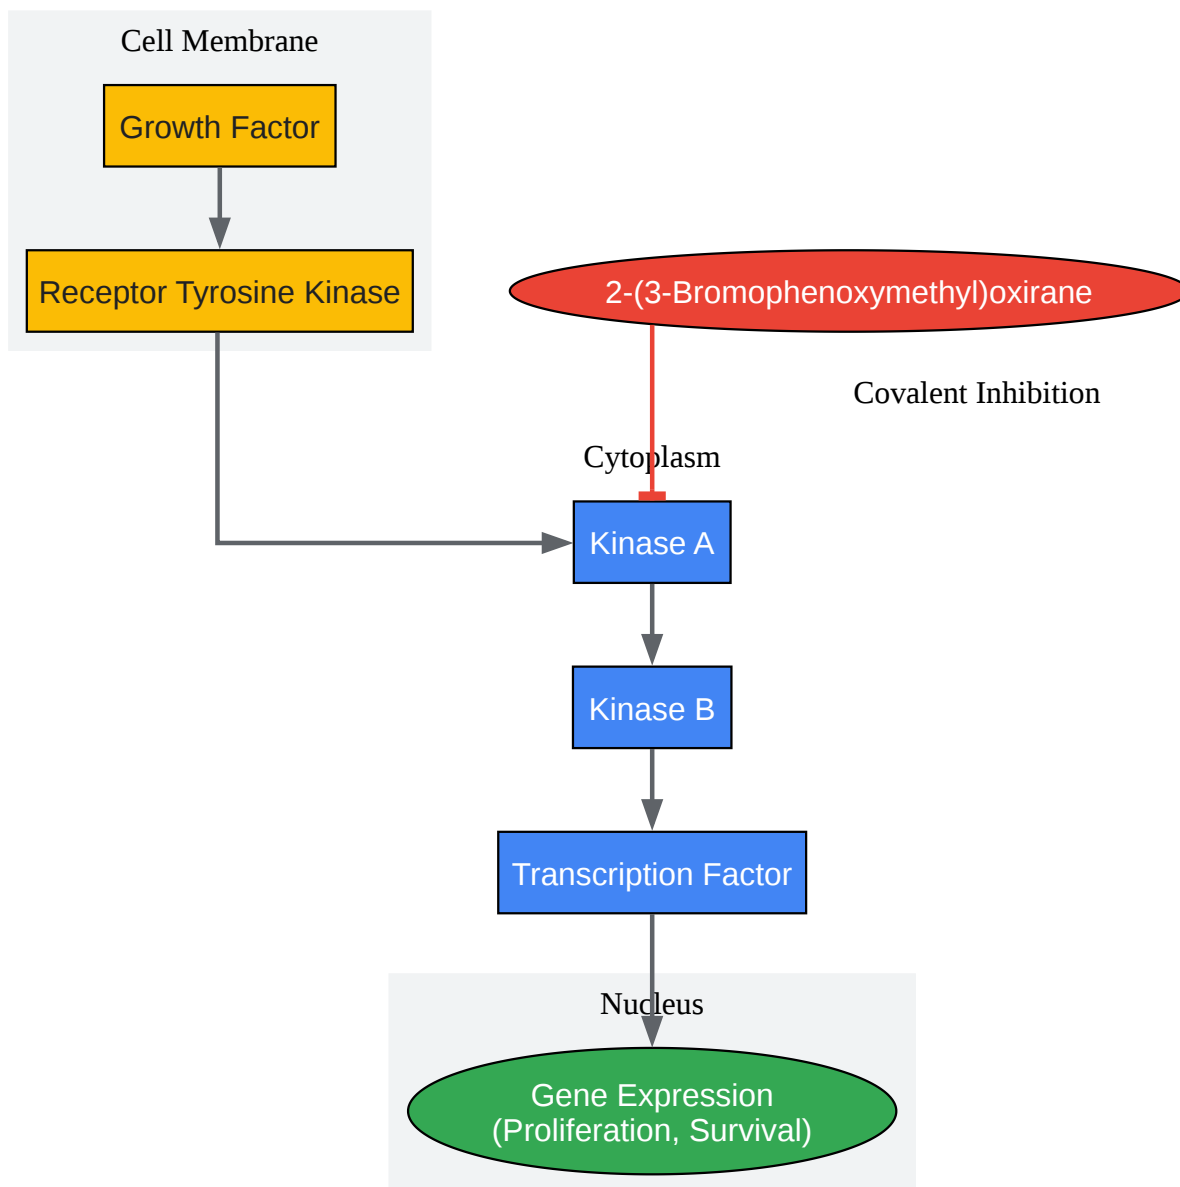 Cell Membrane
Growth Factor
Receptor Tyrosine Kinase
2-(3-Bromophenoxymethyl)oxirane
Covalent Inhibition
Cytoplasm
Kinase A
Kinase B
Transcription Factor
Nucleus
Gene Expression
(Proliferation, Survival)